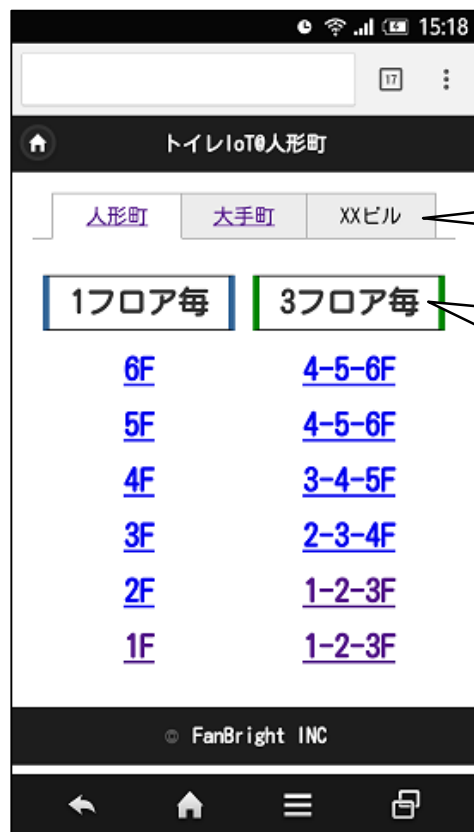 15:18
17
トイレIoT@人形町
人形町 大手町 XXビル
1フロア毎 3フロア毎
6F 4-5-6F
5F 4-5-6F
4F 3-4-5F
3F 2-3-4F
2F 1-2-3F
1F 1-2-3F
© FanBright INC